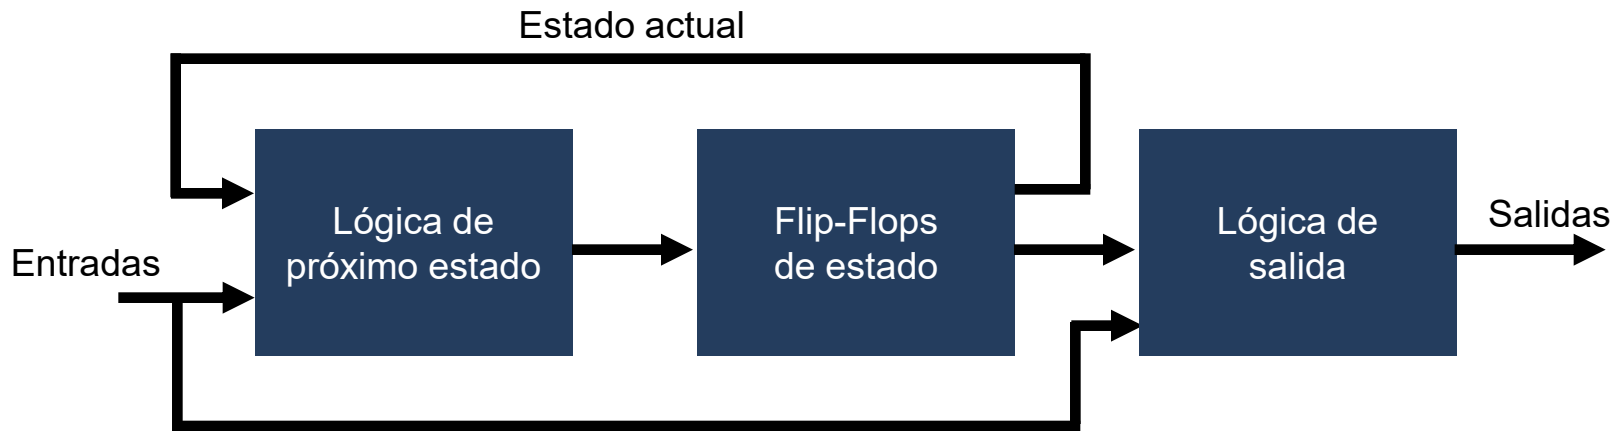 Estado actual
Entradas
Lógica de
próximo estado
Flip-Flops
de estado
Lógica de
salida
Salidas